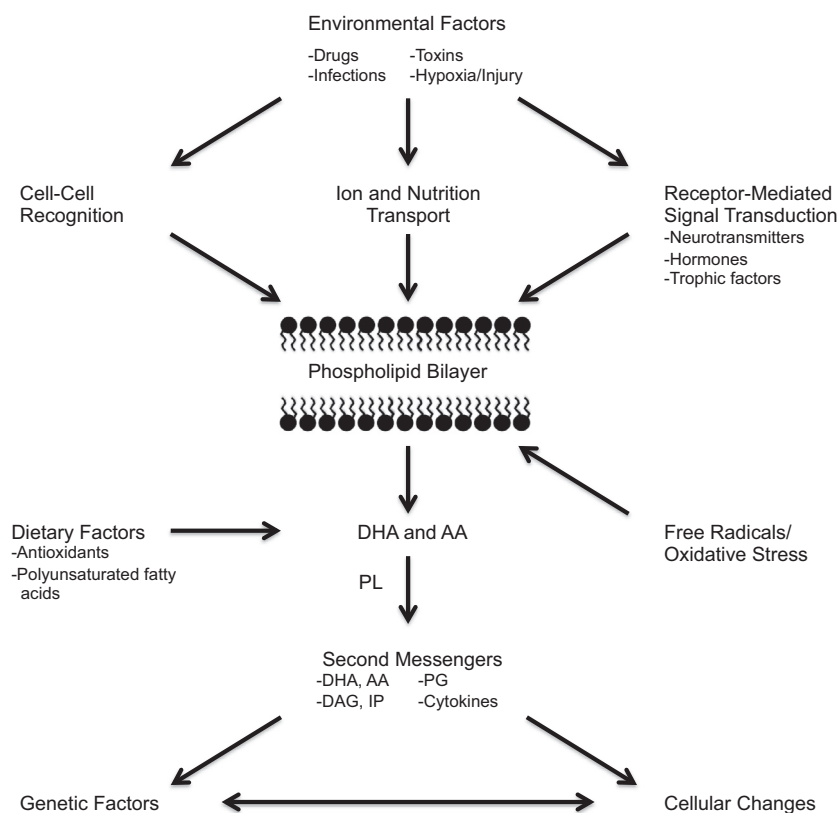 Environmental Factors
-Drugs -Toxins
-Infections -Hypoxia/Injury
Cell-Cell
Recognition
Ion and Nutrition
Transport
Receptor-Mediated
Signal Transduction
-Neurotransmitters
-Hormones
-Trophic factors
Phospholipid Bilayer
Dietary Factors
-Antioxidants
-Polyunsaturated fatty
acids
DHA and AA
Free Radicals/
Oxidative Stress
PL
Second Messengers
-DHA, AA -PG
-DAG, IP -Cytokines
Genetic Factors
Cellular Changes